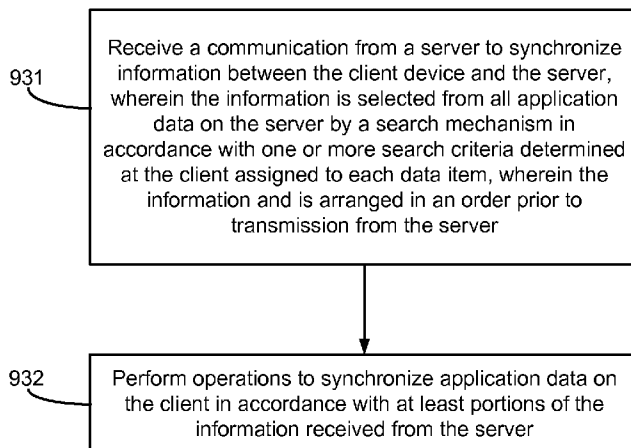 931
Receive a communication from a server to synchronize
information between the client device and the server,
wherein the information is selected from all application
data on the server by a search mechanism in
accordance with one or more search criteria determined
at the client assigned to each data item, wherein the
information and is arranged in an order prior to
transmission from the server
932
Perform operations to synchronize application data on
the client in accordance with at least portions of the
information received from the server